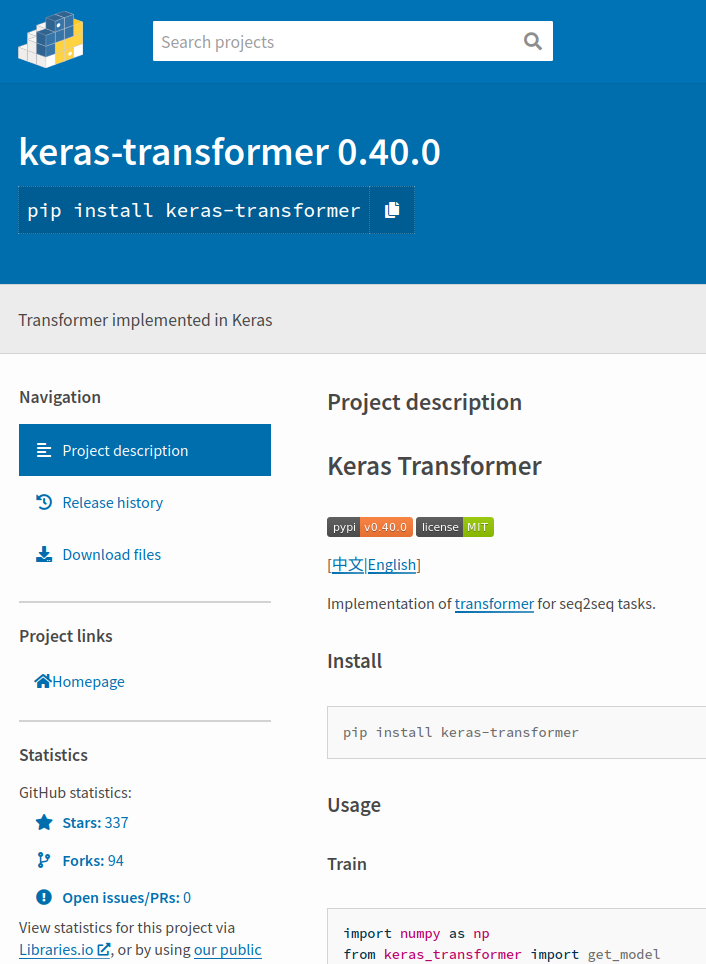 Search projects
keras-transformer 0.40.0
pip install keras-transformer
Transformer implemented in Keras
Navigation
Project description
Release history
Download files
Project links
Homepage
Statistics
GitHub statistics:
Stars: 337
Forks: 94
Open issues/PRs: 0
View statistics for this project via
Libraries.io, or by using our public
Project description
Keras Transformer
pypi v0.40.0 license MIT
[中文|English]
Implementation of transformer for seq2seq tasks.
Install
pip install keras-transformer
Usage
Train
import numpy as np
from keras_transformer import get_model